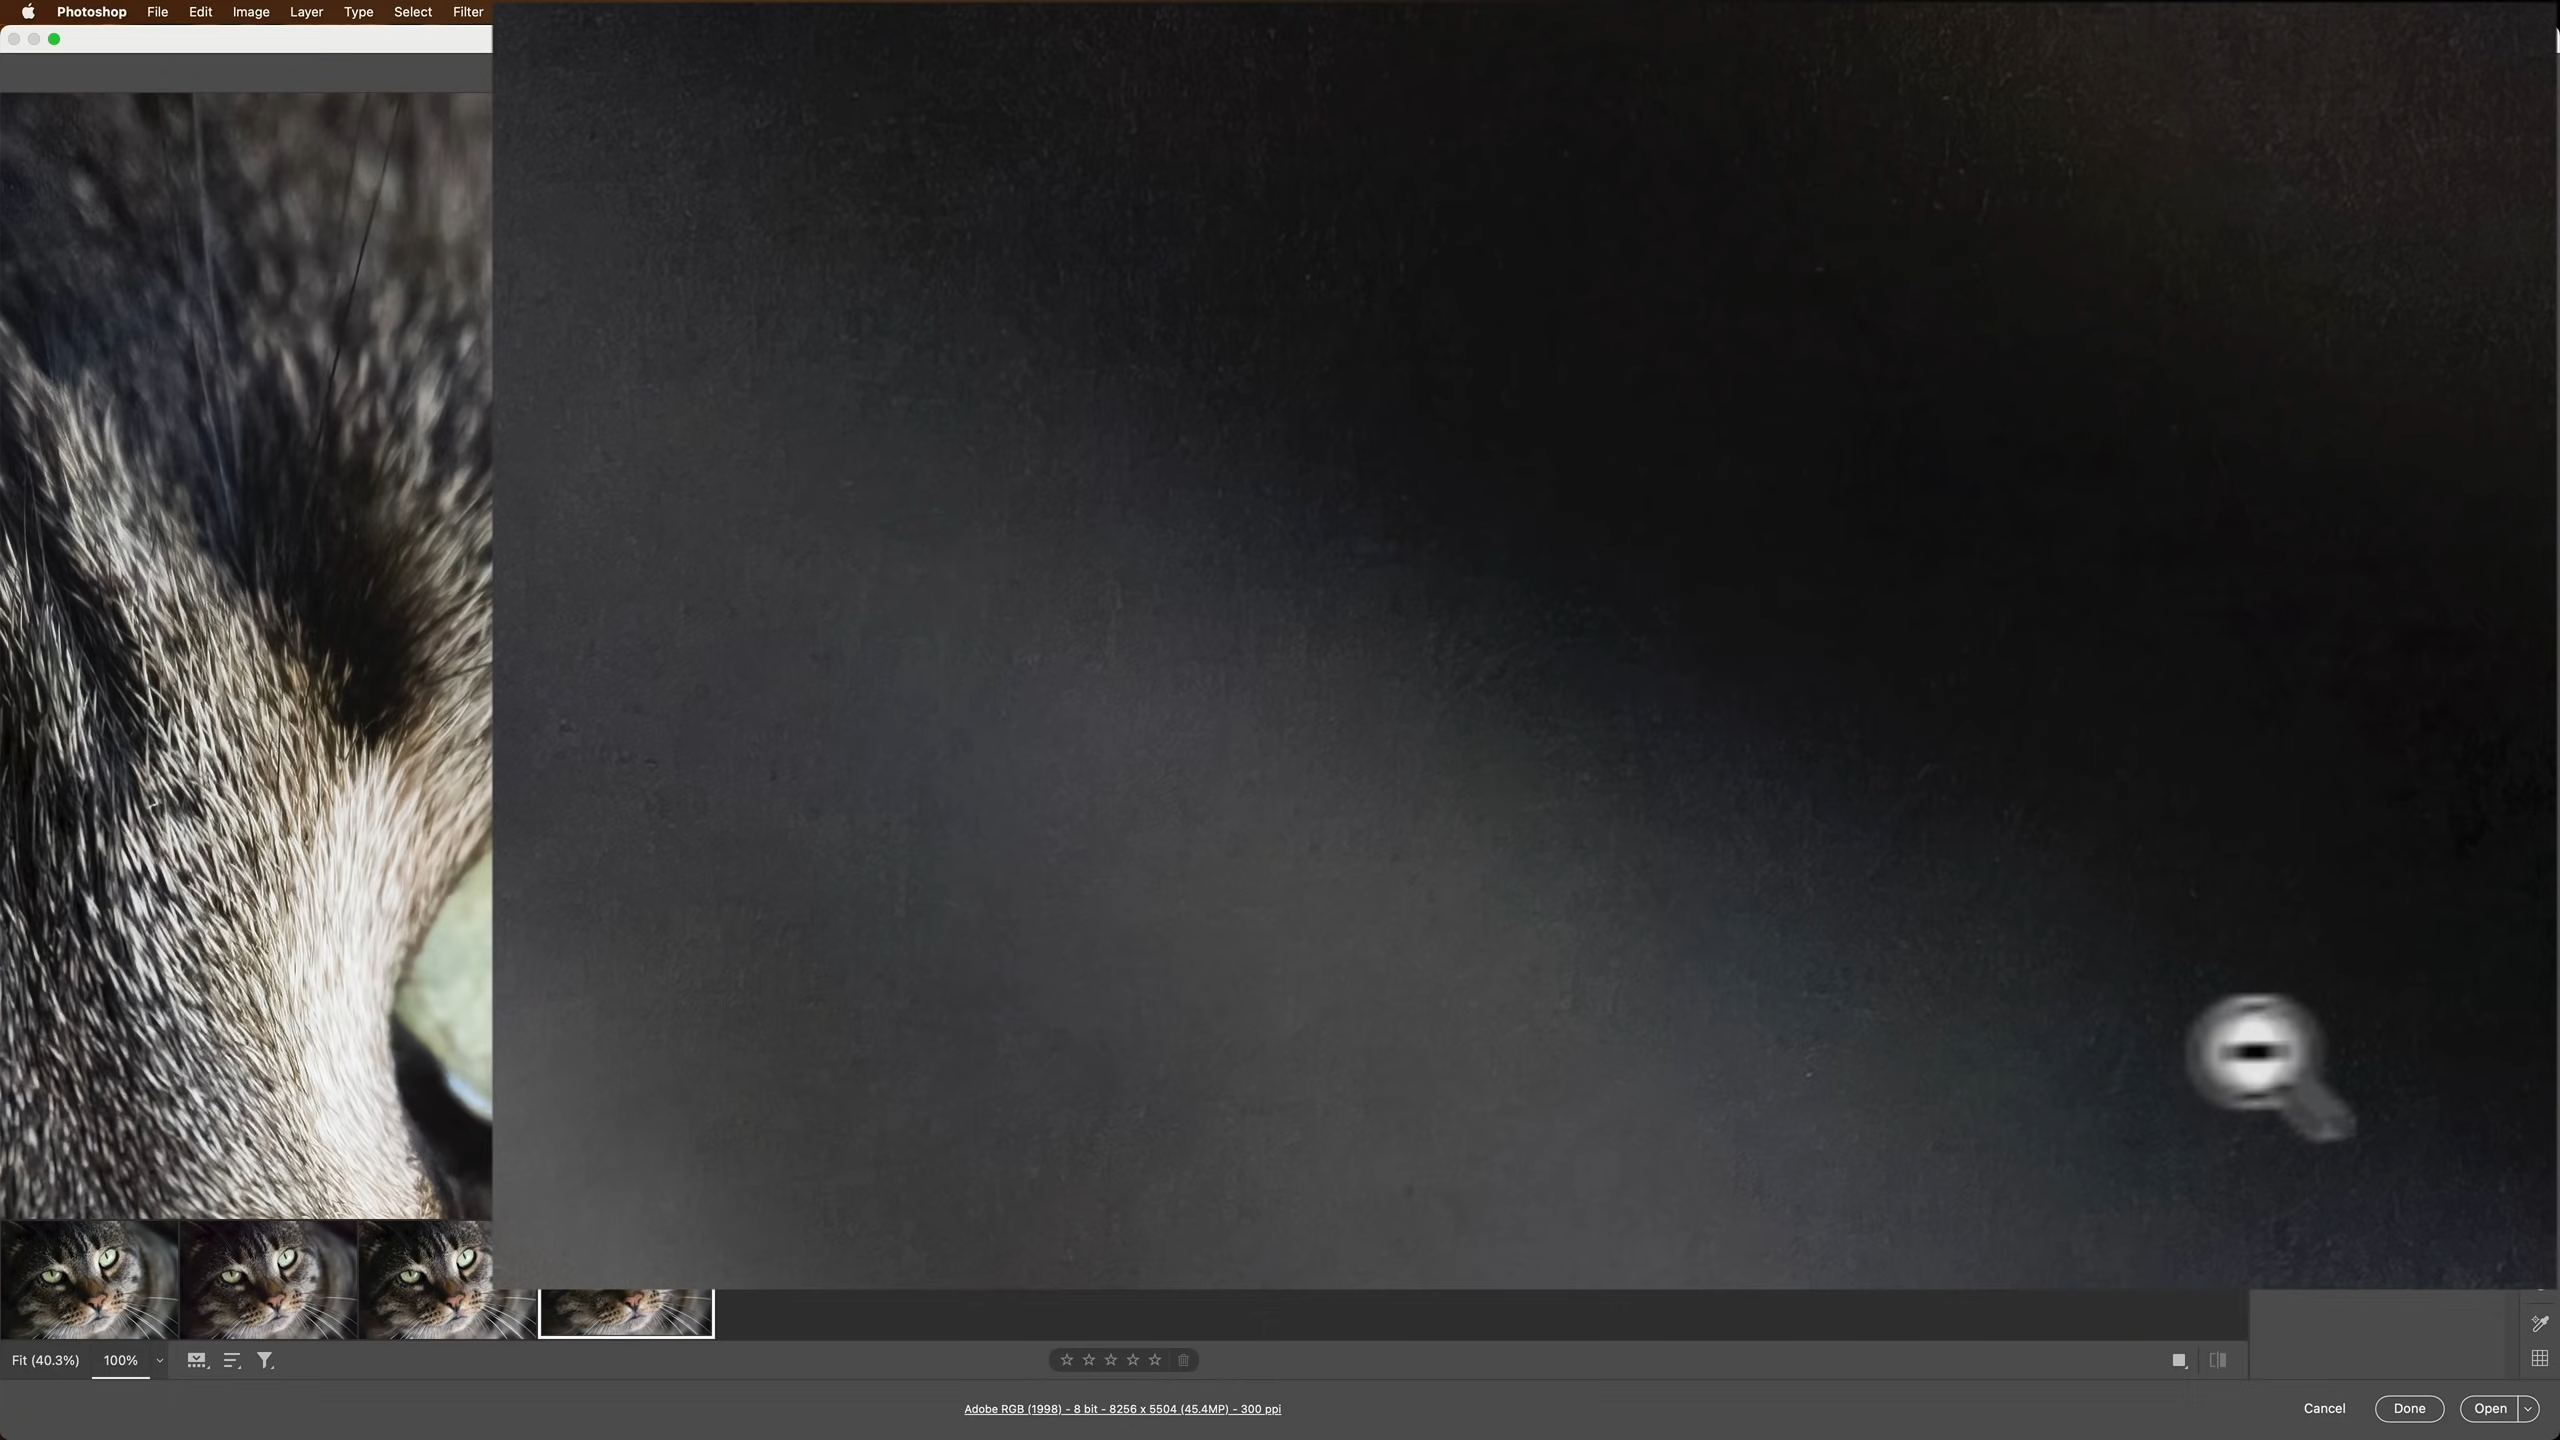 Photoshop File Edit Image Layer Type Select Filter
Fit (40.3%) 100%
Adobe RGB (1998) - 8 bit - 8256 x 5504 (45.4MP) - 300 ppi
Cancel Done Open